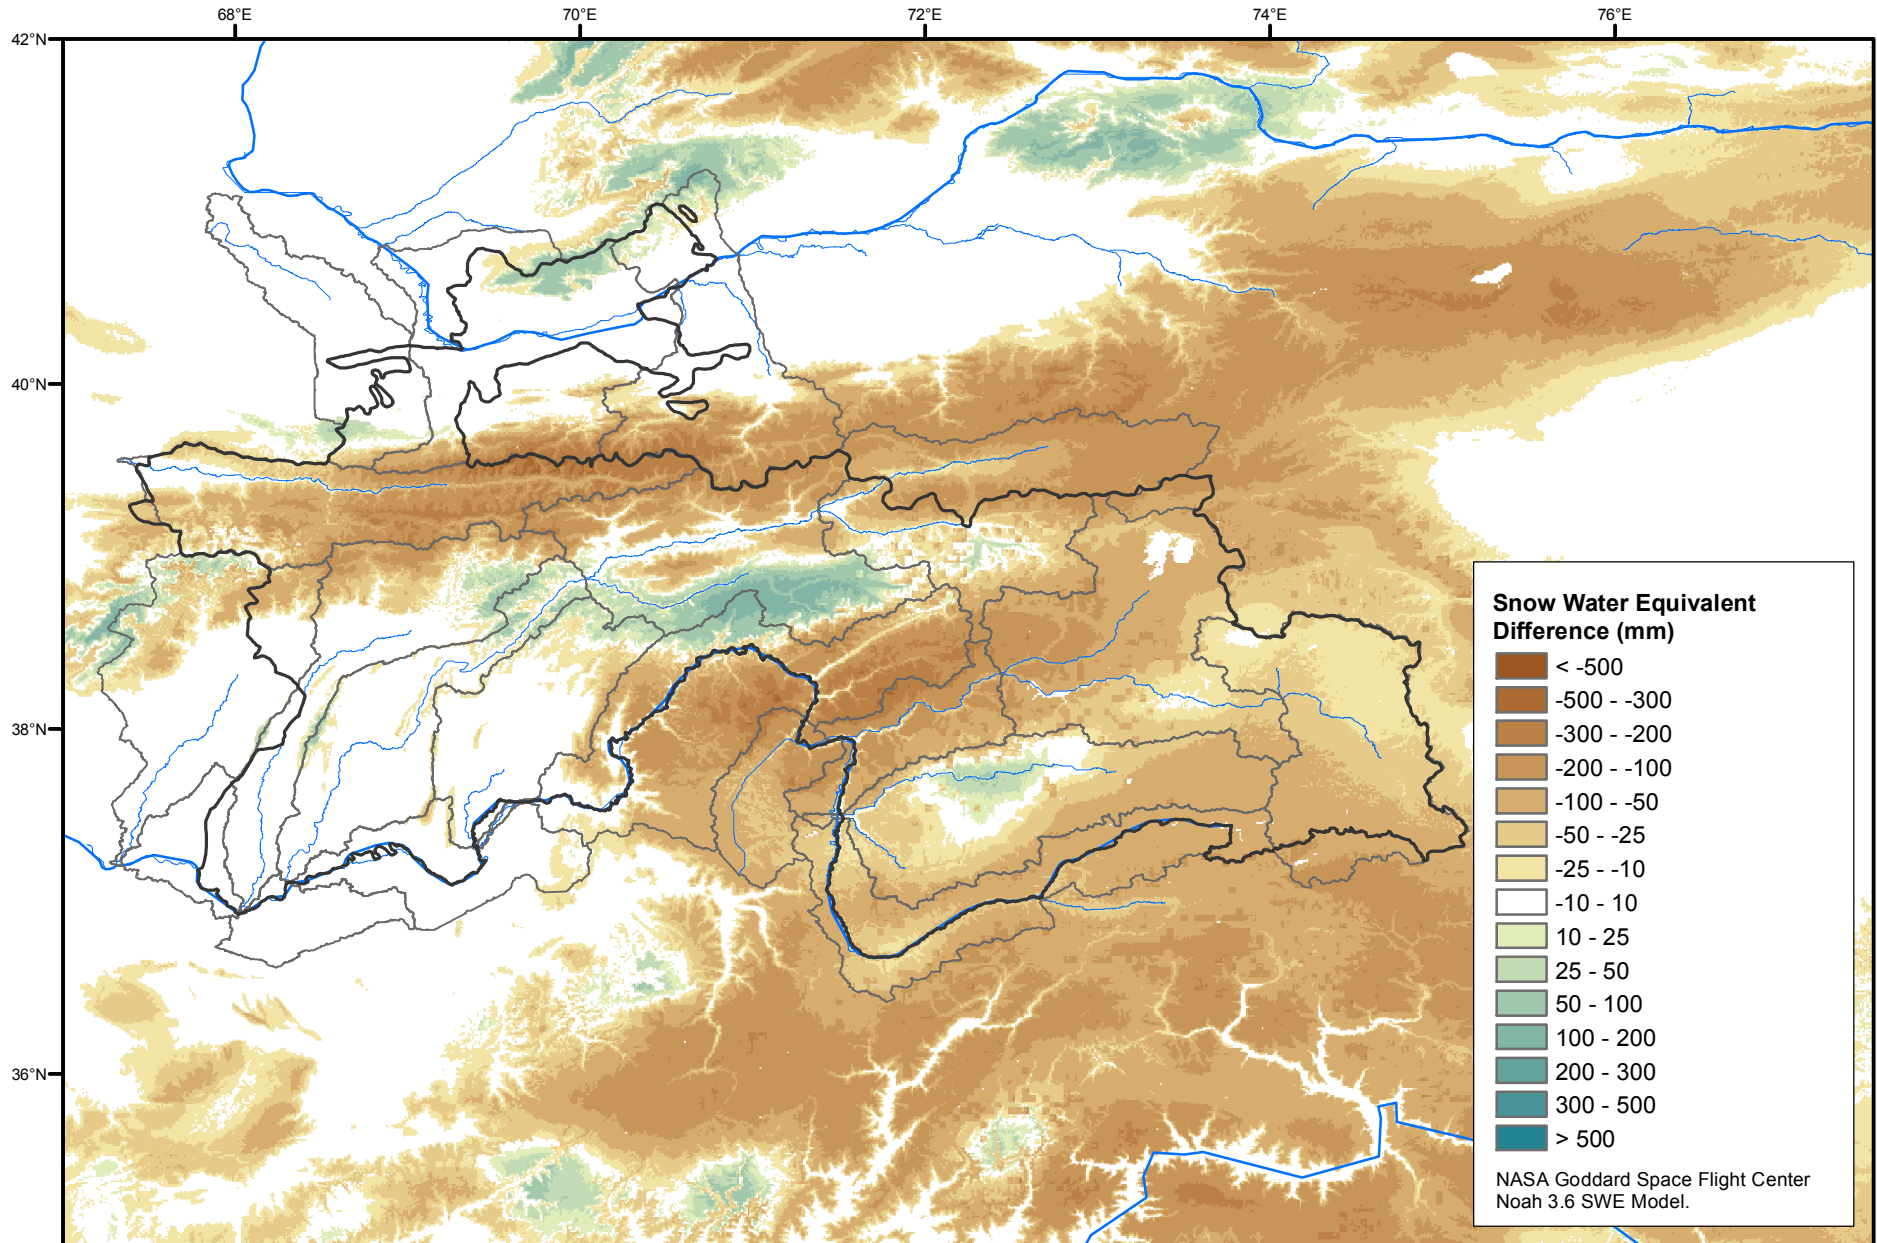 68°E 70°E 72°E 74°E 76°E
42°N
40°N
38°N
36°N
Snow Water Equivalent
Difference (mm)
< -500
-500 - -300
-300 - -200
-200 - -100
-100 - -50
-50 - -25
-25 - -10
-10 - 10
10 - 25
25 - 50
50 - 100
100 - 200
200 - 300
300 - 500
> 500
NASA Goddard Space Flight Center
Noah 3.6 SWE Model.